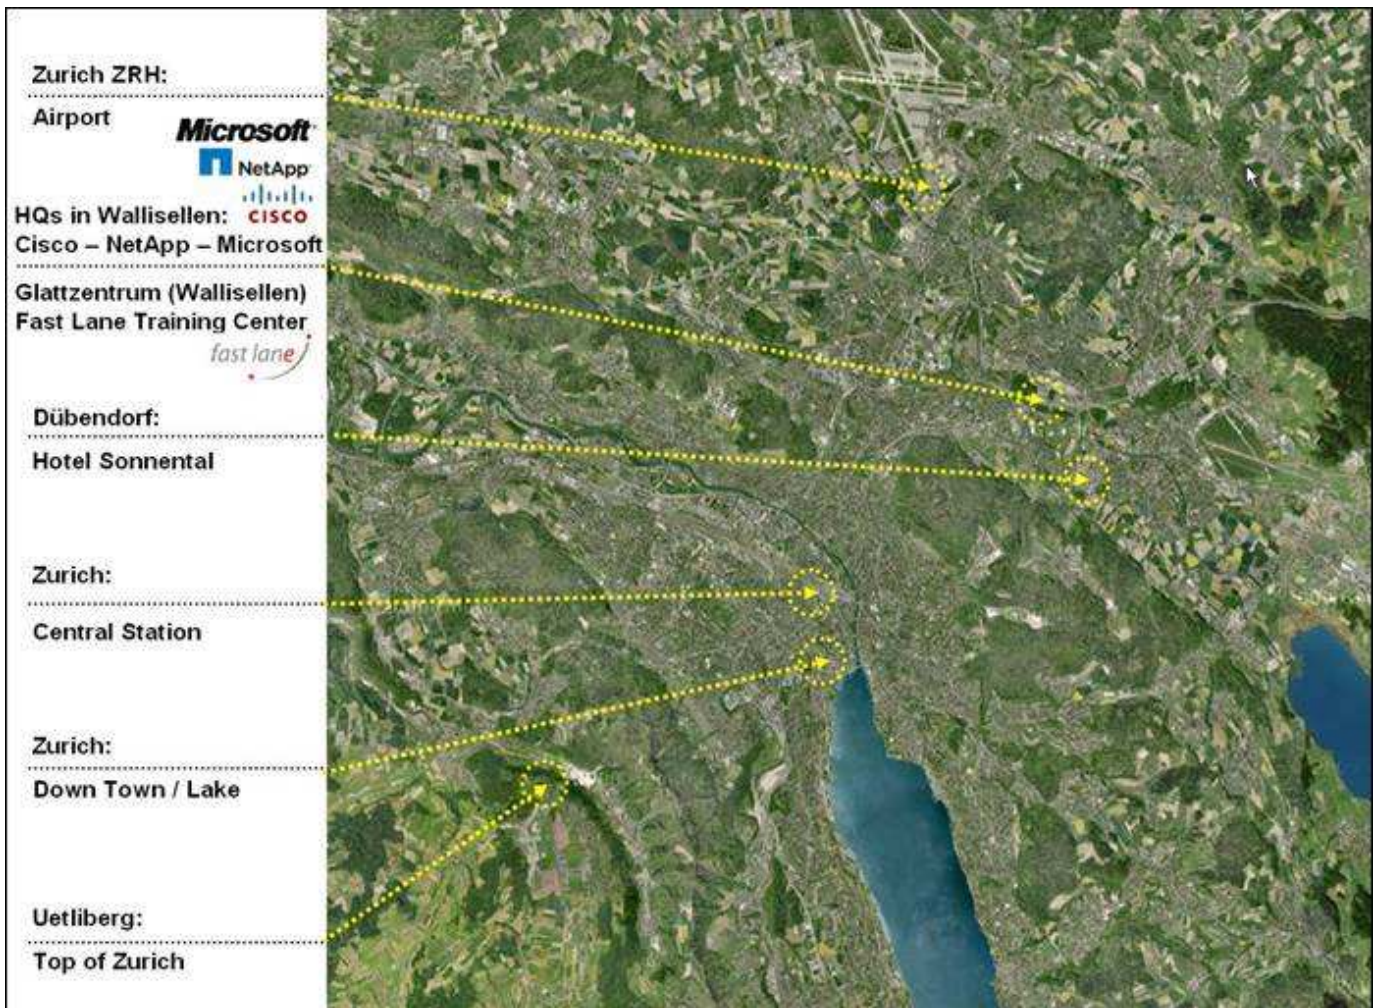 Zurich ZRH:
Airport
Microsoft
NetApp
CISCO
HQs in Wallisellen:
Cisco – NetApp – Microsoft
Glattzentrum (Wallisellen)
Fast Lane Training Center
fast lane
Dübendorf:
Hotel Sonnental
Zurich:
Central Station
Zurich:
Down Town / Lake
Uetliberg:
Top of Zurich